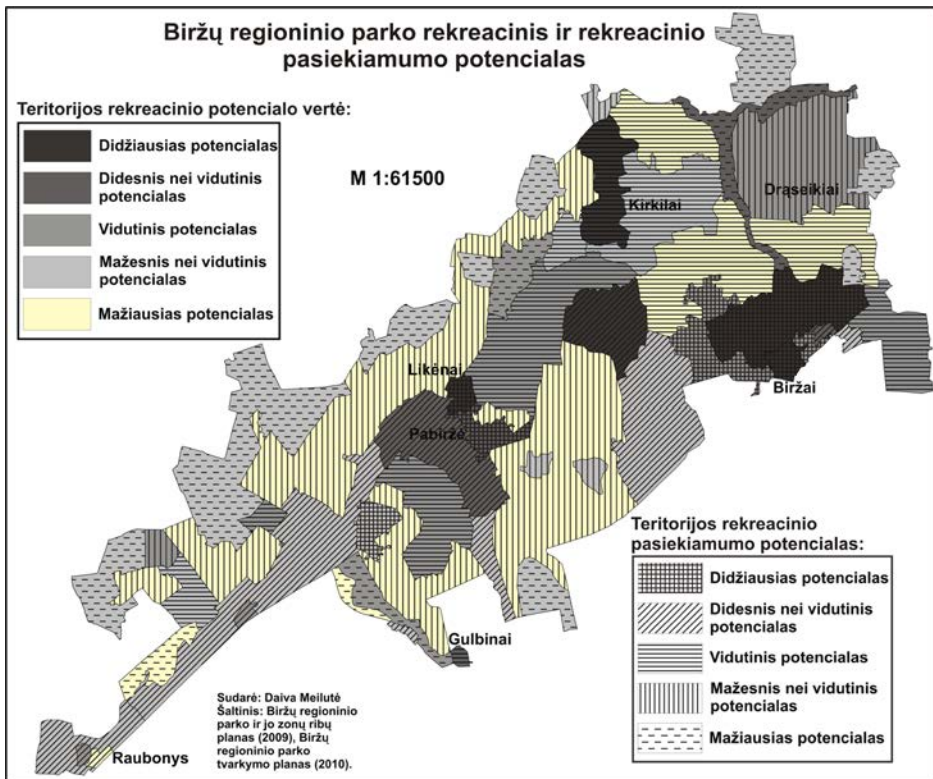 Biržų regioninio parko rekreacinis ir rekreacinio
pasiekiamumo potencialas
Teritorijos rekreacinio potencialo vertė:
Didžiausias potencialas
Didesnis nei vidutinis
potencialas
Vidutinis potencialas
Mažesnis nei vidutinis
potencialas
Mažiausias potencialas
M 1:61500
Drąseikiai
Kirkilai
Likėnai
Biržai
Pabiržė
Gulbinai
Raubonys
Teritorijos rekreacinio
pasiekiamumo potencialas:
Didžiausias potencialas
Didesnis nei vidutinis
potencialas
Vidutinis potencialas
Mažesnis nei vidutinis
potencialas
Mažiausias potencialas
Sudarė: Daiva Meilutė
Šaltinis: Biržų regioninio
parko ir jo zonų ribų
planas (2009), Biržų
regioninio parko
tvarkymo planas (2010).